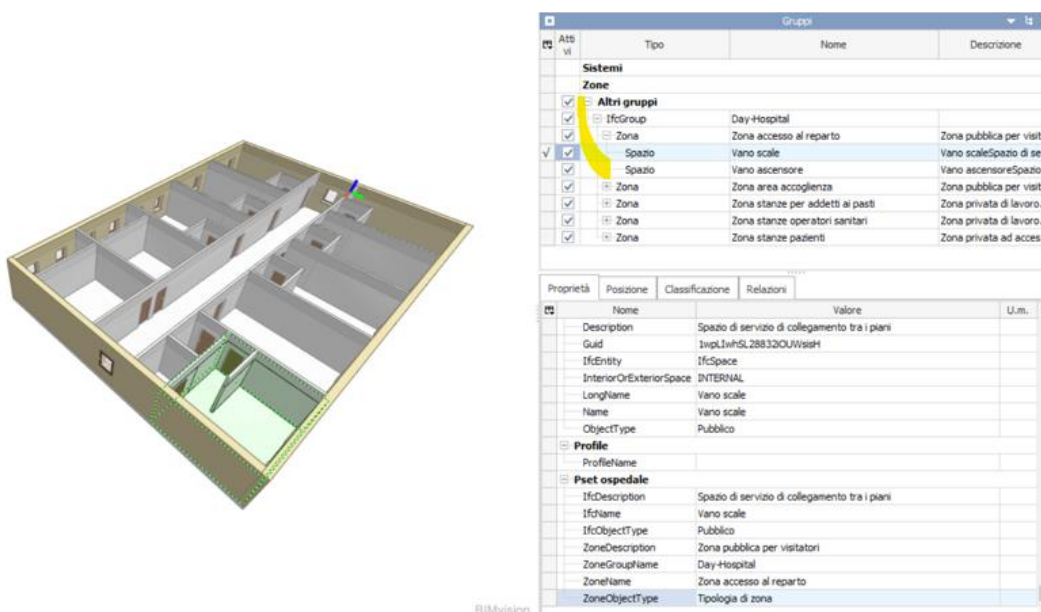 Gruppi
Atti vi Tipo Nome Descrizione
Sistemi
Zone
Altri gruppi
IfcGroup Day-Hospital
Zona Zona accesso al reparto Zona pubblica per visit
Spazio Vano scale Vano scaleSpazio di se
Spazio Vano ascensore Vano ascensoreSpazio
Zona Zona area accoglienza Zona pubblica per visit
Zona Zona stanze per addetti ai pasti Zona privata di lavoro.
Zona Zona stanze operatori sanitari Zona privata di lavoro.
Zona Zona stanze pazienti Zona privata ad acces
Proprietà Posizione Classificazione Relazioni
Nome Valore U.m.
Description Spazio di servizio di collegamento tra i piani
Guid
IfcEntity IfcSpace
InteriorOrExteriorSpace INTERNAL
LongName Vano scale
Name Vano scale
ObjectType Pubblico
Profile
ProfileName
Pset ospedale
IfcDescription Spazio di servizio di collegamento tra i piani
IfcName Vano scale
IfcObjectType Pubblico
ZoneDescription Zona pubblica per visitatori
ZoneGroupName Day-Hospital
ZoneName Zona accesso al reparto
ZoneObjectType Tipologia di zona
BIMvision